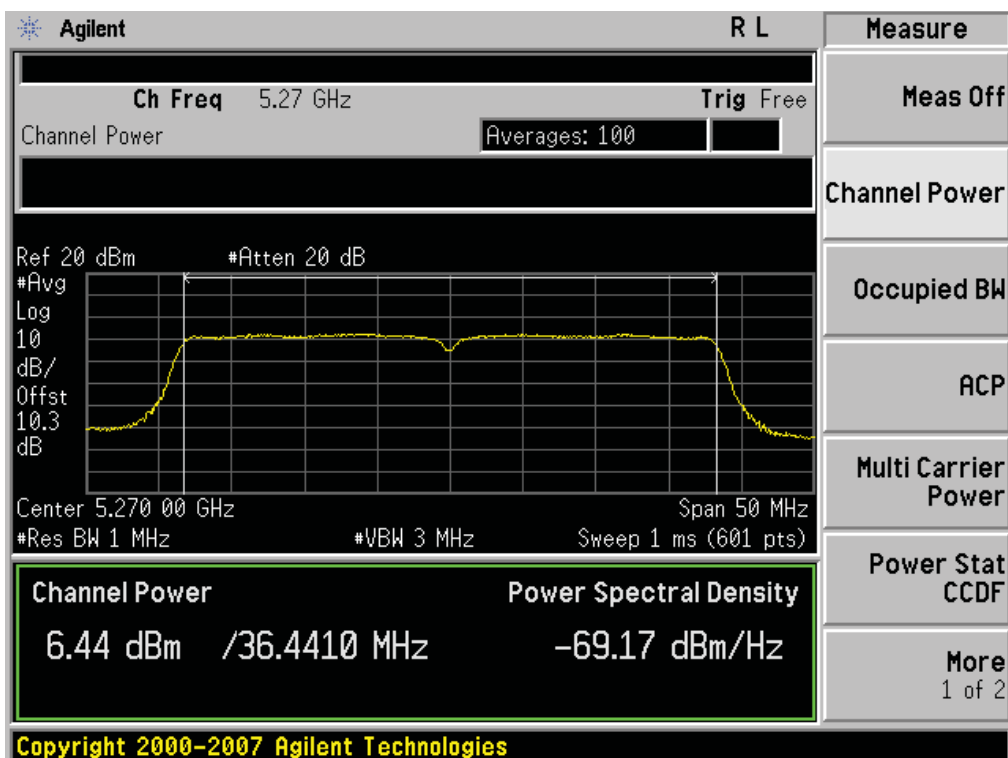 Agilent R L Measure
Ch Freq 5.27 GHz Trig Free
Meas Off
Channel Power Averages: 100
Channel Power
Ref 20 dBm #Atten 20 dB
#Avg
Log
10
dB/
Offst
10.3
dB
Occupied BW
ACP
Center 5.270 00 GHz Span 50 MHz
#Res BW 1 MHz #VBW 3 MHz Sweep 1 ms (601 pts)
Multi Carrier
Power
Channel Power Power Spectral Density
6.44 dBm /36.4410 MHz -69.17 dBm/Hz
Power Stat
CCDF
More
1 of 2
Copyright 2000-2007 Agilent Technologies